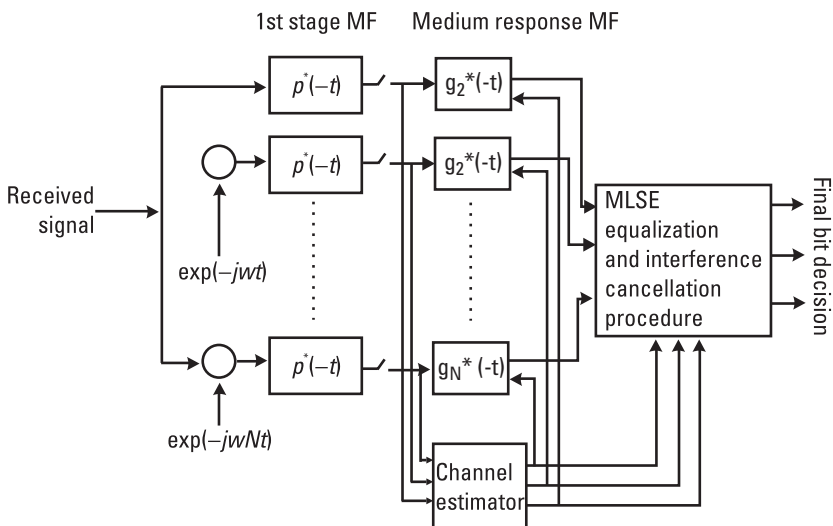 1st stage MF
Medium response MF
p*(–t)
g2*(-t)
p*(–t)
g2*(-t)
Received
signal
exp(–jwt)
MLSE
equalization
and interference
cancellation
procedure
Final bit decision
p*(–t)
gN* (-t)
exp(–jwNt)
Channel
estimator